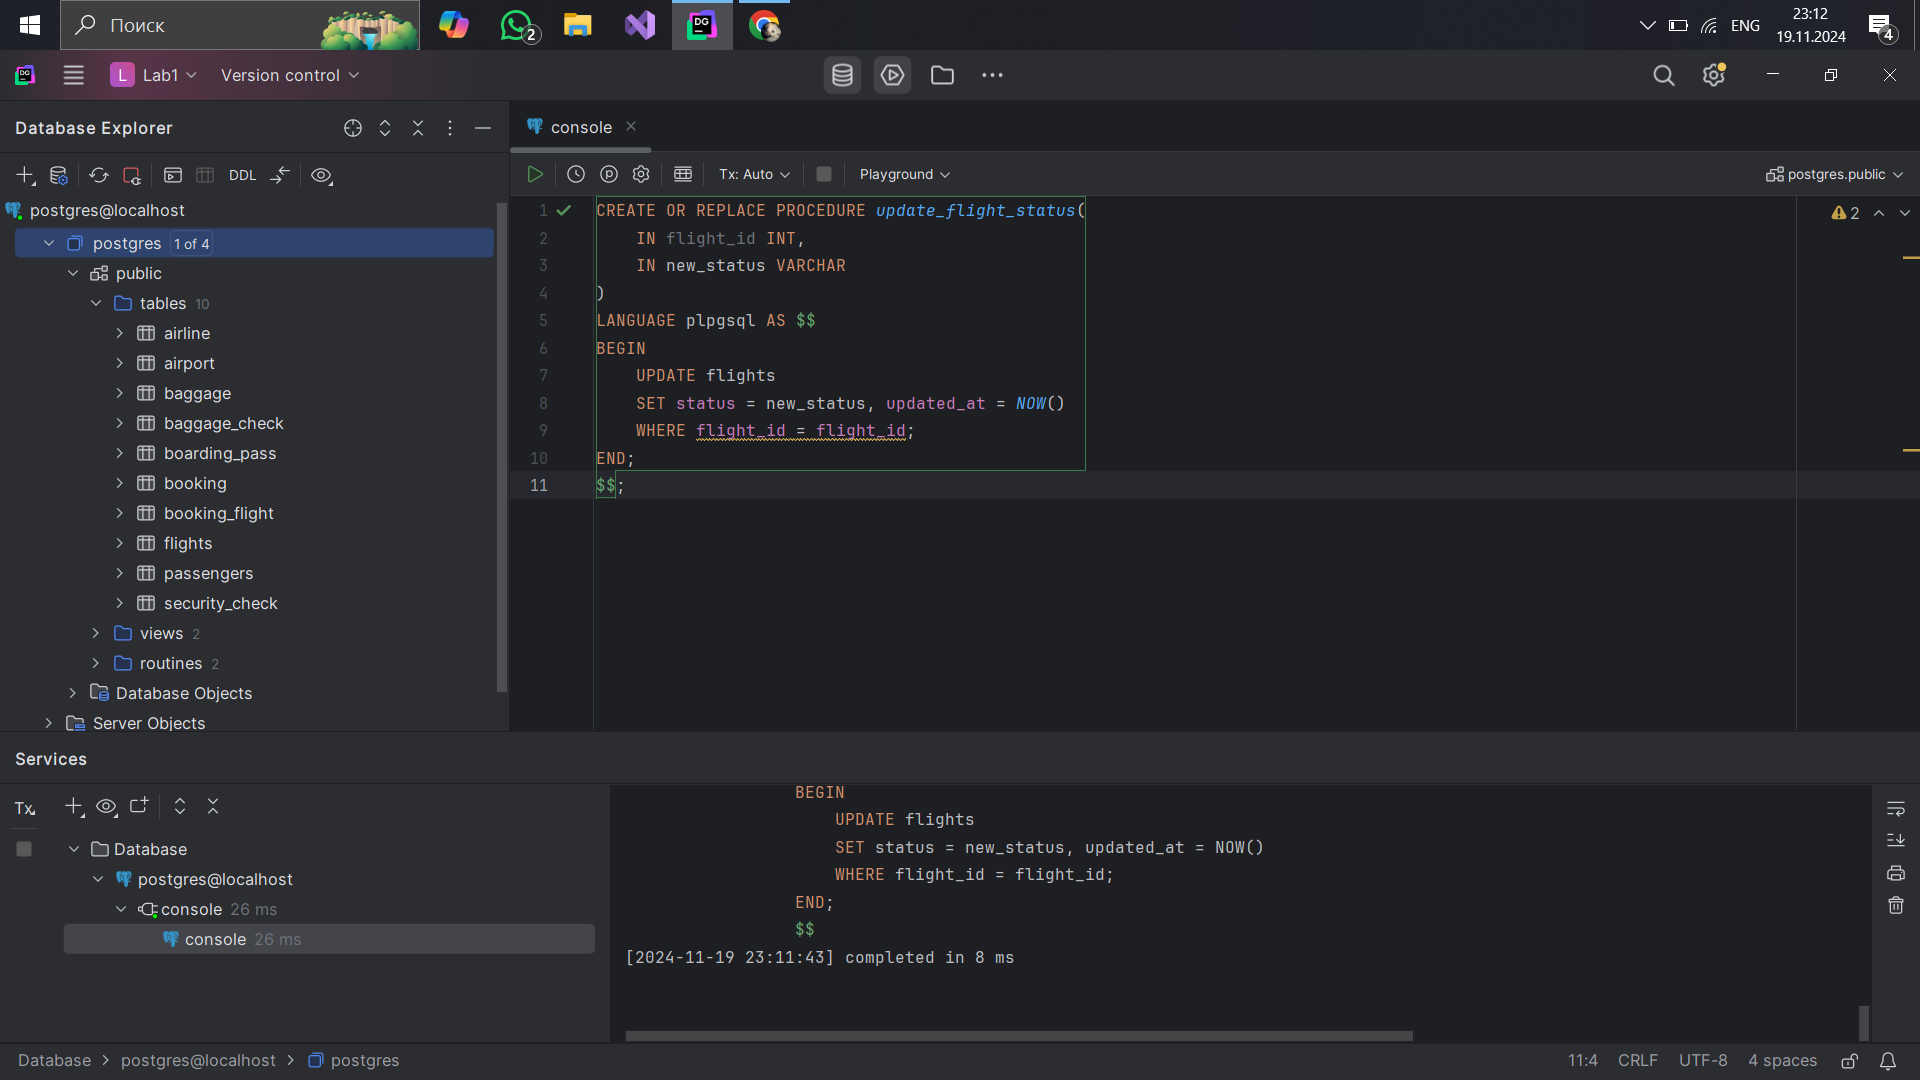 Поиск
2
DG
ENG
23:12
19.11.2024
4
DG
L Lab1
Version control
Database Explorer
console
DDL
Tx: Auto
Playground
postgres.public
postgres@localhost
postgres 1 of 4
public
tables 10
airline
airport
baggage
baggage_check
boarding_pass
booking
booking_flight
flights
passengers
security_check
views 2
routines 2
Database Objects
Server Objects
1 CREATE OR REPLACE PROCEDURE update_flight_status(
2 IN flight_id INT,
3 IN new_status VARCHAR
4 )
5 LANGUAGE plpgsql AS $$
6 BEGIN
7 UPDATE flights
8 SET status = new_status, updated_at = NOW()
9 WHERE flight_id = flight_id;
10 END;
11 $$;
2
Services
Tx
Database
postgres@localhost
console 26 ms
console 26 ms
BEGIN
UPDATE flights
SET status = new_status, updated_at = NOW()
WHERE flight_id = flight_id;
END;
$$
[2024-11-19 23:11:43] completed in 8 ms
Database > postgres@localhost > postgres
11:4 CRLF UTF-8 4 spaces